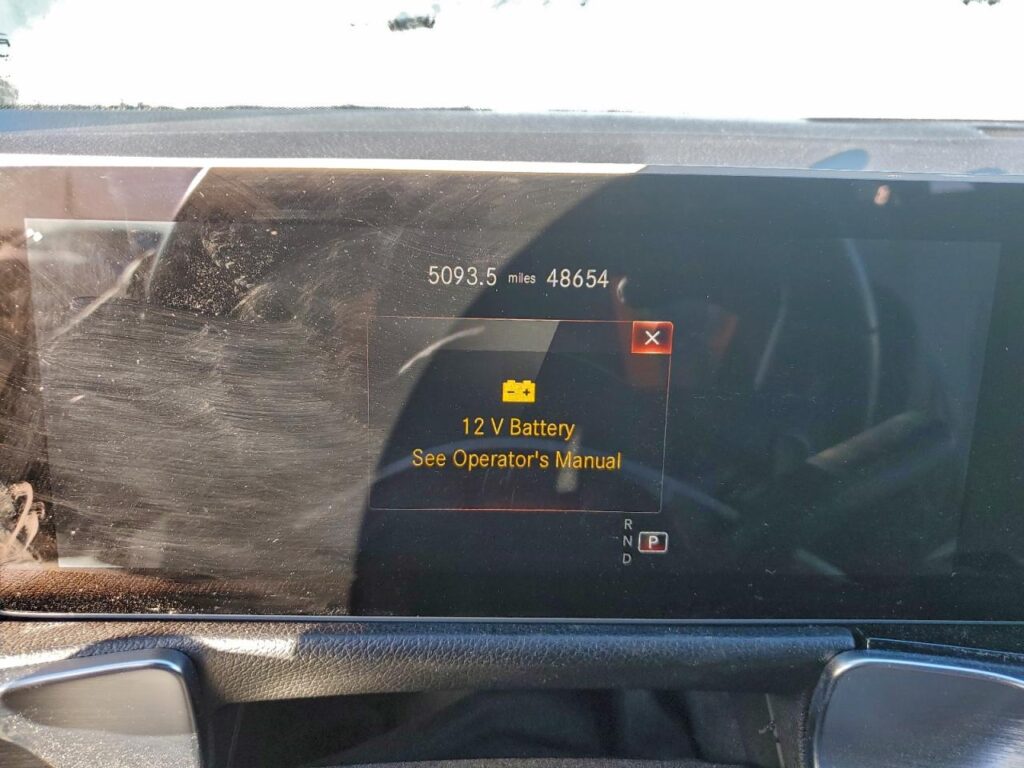 5093.5 miles 48654
12 V Battery
See Operator's Manual
R
N P
D